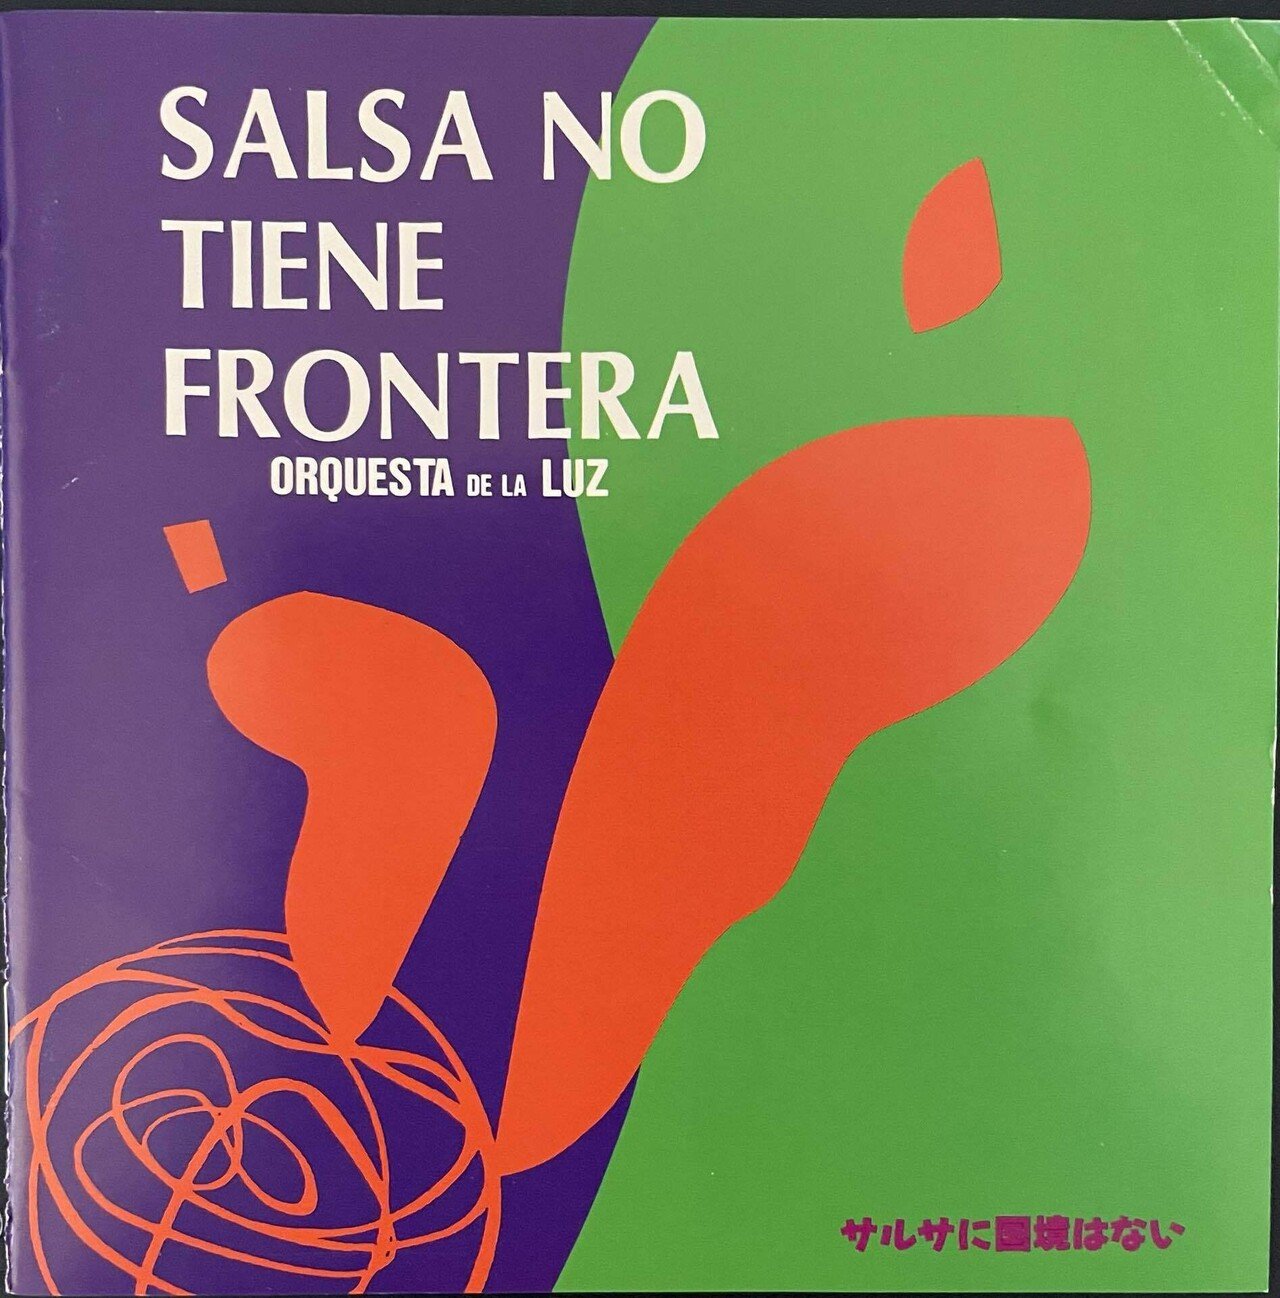 SALSA NO
TIENE
FRONTERA
ORQUESTA DE LA LUZ
サルサに国境はない